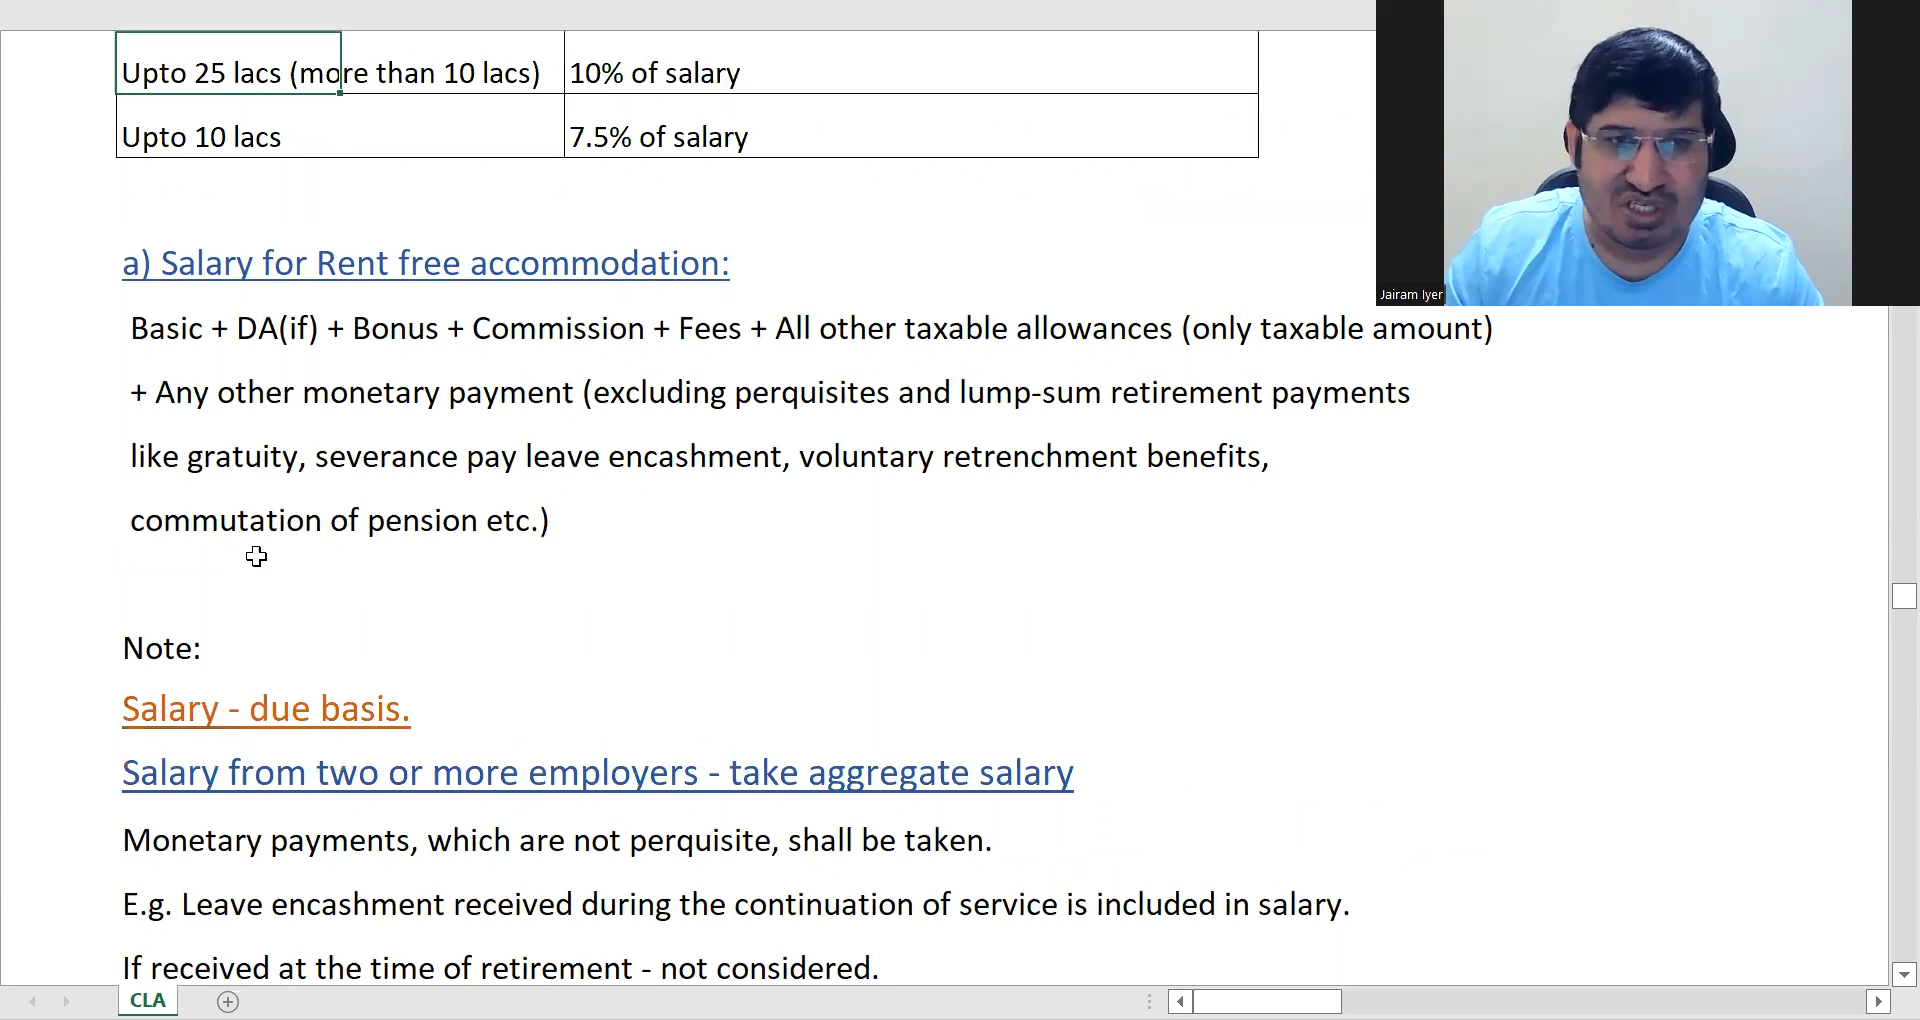 Upto 25 lacs (more than 10 lacs) 10% of salary
Upto 10 lacs 7.5% of salary
a) Salary for Rent free accommodation:
Basic + DA(if) + Bonus + Commission + Fees + All other taxable allowances (only taxable amount)
+ Any other monetary payment (excluding perquisites and lump-sum retirement payments
like gratuity, severance pay leave encashment, voluntary retrenchment benefits,
commutation of pension etc.)
Note:
Salary - due basis.
Salary from two or more employers - take aggregate salary
Monetary payments, which are not perquisite, shall be taken.
E.g. Leave encashment received during the continuation of service is included in salary.
If received at the time of retirement - not considered.
CLA
Jairam Iyer